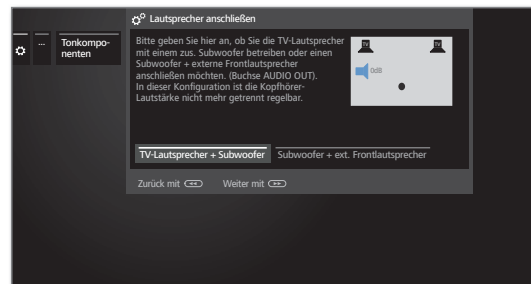 Lautsprecher anschließen
...
Tonkompo-
nenten
Bitte geben Sie hier an, ob Sie die TV-Lautsprecher
mit einem zus. Subwoofer betreiben oder einen
Subwoofer + externe Frontlautsprecher
anschließen möchten. (Buchse AUDIO OUT).
In dieser Konfiguration ist die Kopfhörer-
Lautstärke nicht mehr getrennt regelbar.
TV TV
0dB
TV-Lautsprecher + Subwoofer Subwoofer + ext. Frontlautsprecher
Zurück mit Weiter mit